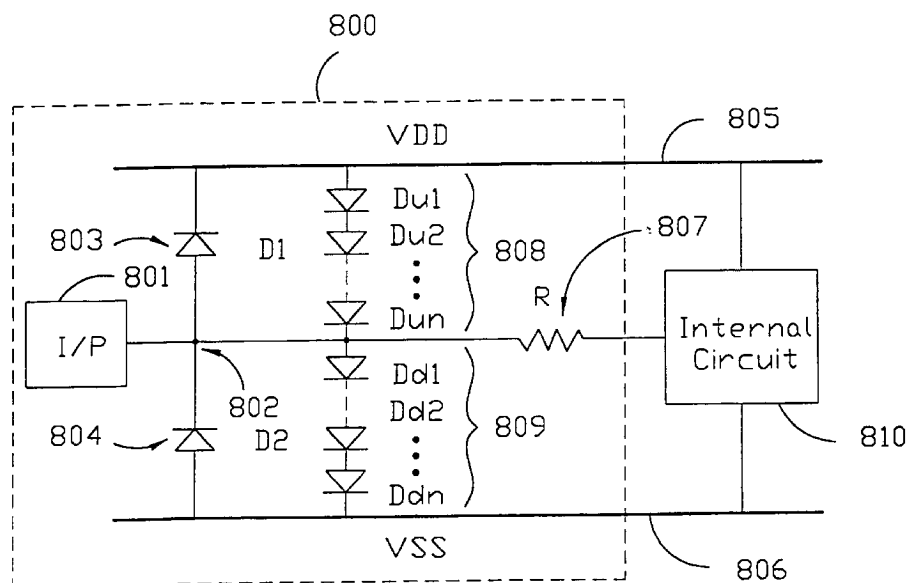 800
VDD
805
803
D1
Du1
Du2
Dun
808
807
801
R
I/P
Internal
Circuit
802
804
D2
Dd1
Dd2
Ddn
809
810
VSS
806